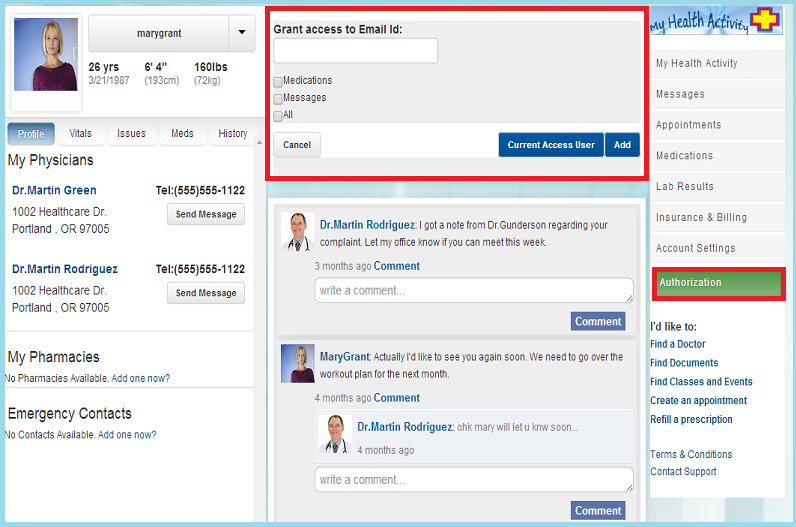 marygrant
26 yrs 6' 4" 160lbs
3/21/1987 (193cm) (72kg)
Profile Vitals Issues Meds History
My Physicians
Dr.Martin Green Tel:(555)555-1122
1002 Healthcare Dr.
Portland , OR 97005
Send Message
Dr.Martin Rodriguez Tel:(555)555-1122
1002 Healthcare Dr.
Portland , OR 97005
Send Message
My Pharmacies
No Pharmacies Available. Add one now?
Emergency Contacts
No Contacts Available. Add one now?
Grant access to Email Id:
Medications
Messages
All
Cancel Current Access User Add
Dr.Martin Rodriguez: I got a note from Dr.Gunderson regarding your
complaint. Let my office know if you can meet this week.
3 months ago Comment
write a comment...
Comment
MaryGrant: Actually I'd like to see you again soon. We need to go over the
workout plan for the next month.
4 months ago Comment
Dr.Martin Rodriguez: ohk mary will let u knw soon...
4 months ago
write a comment...
Comment
My Health Activity
My Health Activity
Messages
Appointments
Medications
Lab Results
Insurance & Billing
Account Settings
Authorization
I'd like to:
Find a Doctor
Find Documents
Find Classes and Events
Create an appointment
Refill a prescription
Terms & Conditions
Contact Support